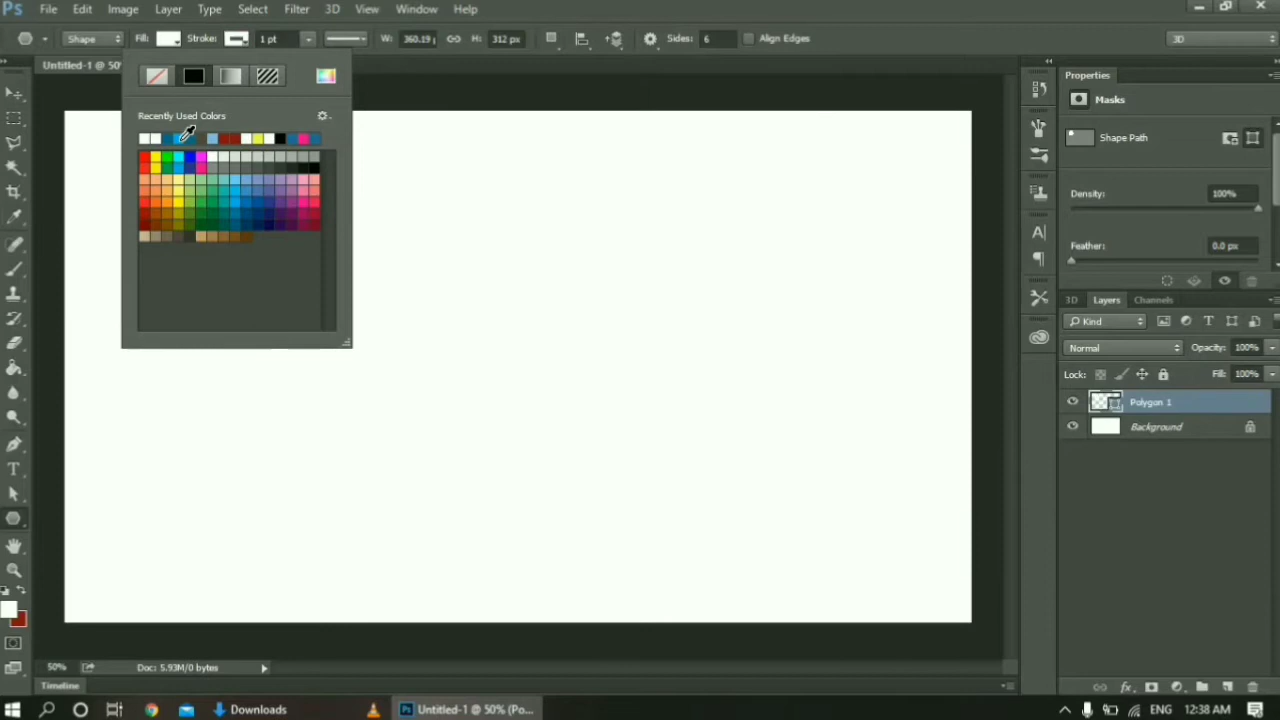 Ps File Edit Image Layer Type Select Filter 3D View Window Help
Shape Fill: Stroke: 1 pt W: 360.19 H: 312 px Sides: 6 Align Edges 3D
Untitled-1 @ 50%
Recently Used Colors
Properties
Masks
Shape Path
Density: 100%
Feather: 0.0 px
3D Layers Channels
Kind
Normal Opacity: 100%
Lock: Fill: 100%
Polygon 1
Background
50% Doc: 5.93M/0 bytes
Timeline
Downloads Ps Untitled-1 @ 50% (Po... ENG 12:38 AM